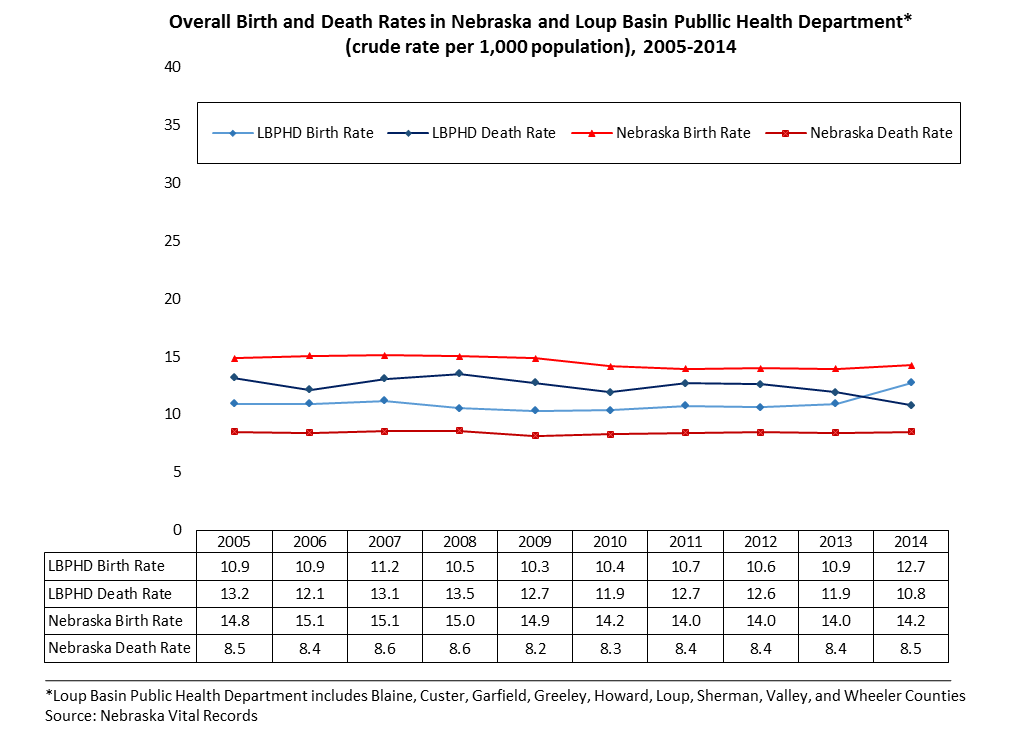 Overall Birth and Death Rates in Nebraska and Loup Basin Publlic Health Department*
(crude rate per 1,000 population), 2005-2014
40
35
30
25
20
15
10
5
0
LBPHD Birth Rate LBPHD Death Rate Nebraska Birth Rate Nebraska Death Rate
2005 2006 2007 2008 2009 2010 2011 2012 2013 2014
LBPHD Birth Rate 10.9 10.9 11.2 10.5 10.3 10.4 10.7 10.6 10.9 12.7
LBPHD Death Rate 13.2 12.1 13.1 13.5 12.7 11.9 12.7 12.6 11.9 10.8
Nebraska Birth Rate 14.8 15.1 15.1 15.0 14.9 14.2 14.0 14.0 14.0 14.2
Nebraska Death Rate 8.5 8.4 8.6 8.6 8.2 8.3 8.4 8.4 8.4 8.5
*Loup Basin Public Health Department includes Blaine, Custer, Garfield, Greeley, Howard, Loup, Sherman, Valley, and Wheeler Counties
Source: Nebraska Vital Records